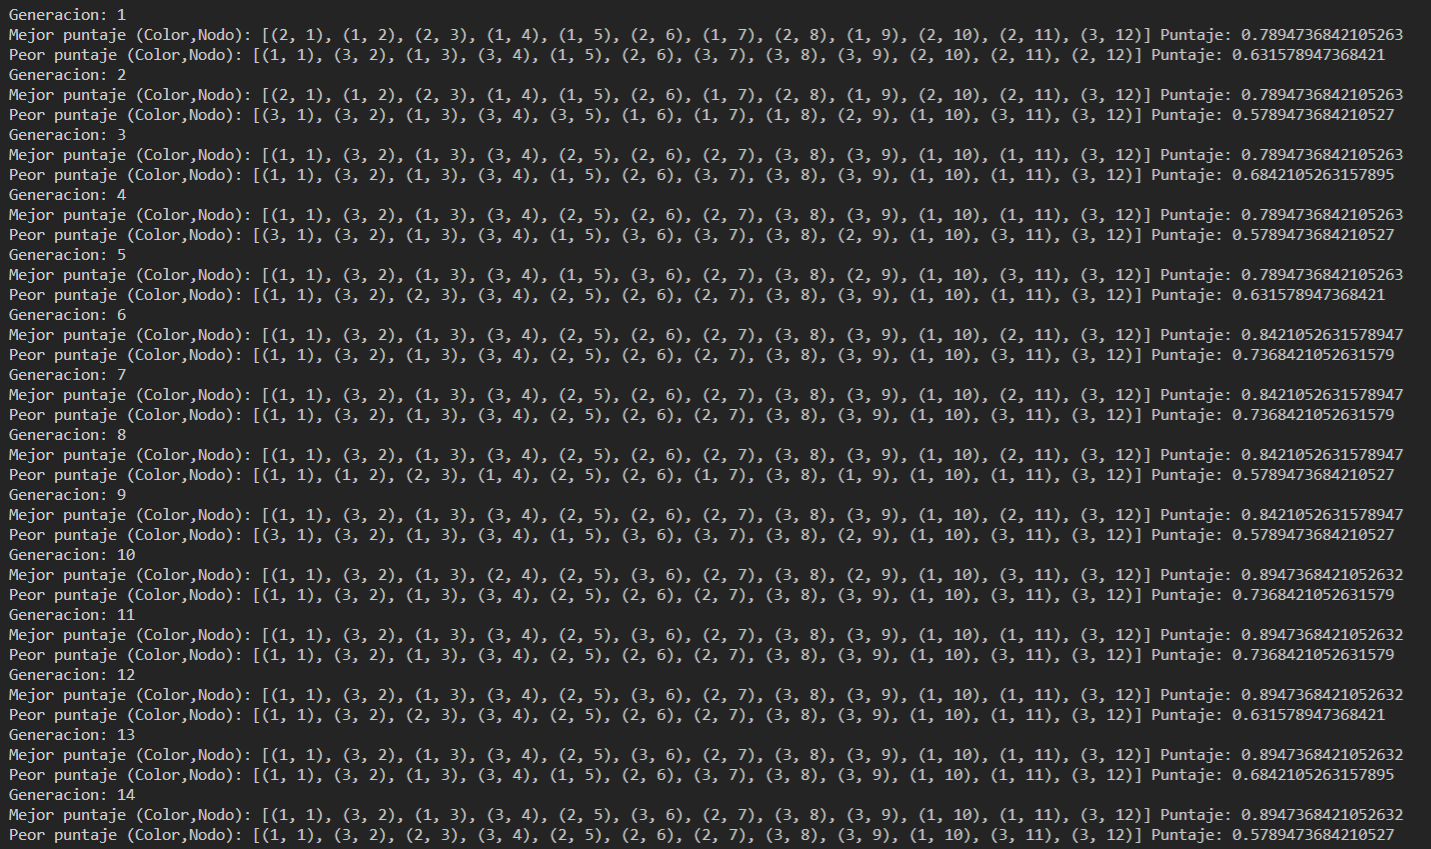 Generacion: 1
Mejor puntaje (Color,Nodo): [(2, 1), (1, 2), (2, 3), (1, 4), (1, 5), (2, 6), (1, 7), (2, 8), (1, 9), (2, 10), (2, 11), (3, 12)] Puntaje: 0.7894736842105263
Peor puntaje (Color,Nodo): [(1, 1), (3, 2), (1, 3), (3, 4), (1, 5), (2, 6), (3, 7), (3, 8), (3, 9), (2, 10), (2, 11), (2, 12)] Puntaje: 0.631578947368421
Generacion: 2
Mejor puntaje (Color,Nodo): [(2, 1), (1, 2), (2, 3), (1, 4), (1, 5), (2, 6), (1, 7), (2, 8), (1, 9), (2, 10), (2, 11), (3, 12)] Puntaje: 0.7894736842105263
Peor puntaje (Color,Nodo): [(3, 1), (3, 2), (1, 3), (3, 4), (3, 5), (1, 6), (1, 7), (1, 8), (2, 9), (1, 10), (3, 11), (3, 12)] Puntaje: 0.5789473684210527
Generacion: 3
Mejor puntaje (Color,Nodo): [(1, 1), (3, 2), (1, 3), (3, 4), (2, 5), (2, 6), (2, 7), (3, 8), (3, 9), (1, 10), (1, 11), (3, 12)] Puntaje: 0.7894736842105263
Peor puntaje (Color,Nodo): [(1, 1), (3, 2), (1, 3), (3, 4), (1, 5), (2, 6), (3, 7), (3, 8), (3, 9), (1, 10), (1, 11), (3, 12)] Puntaje: 0.6842105263157895
Generacion: 4
Mejor puntaje (Color,Nodo): [(1, 1), (3, 2), (1, 3), (3, 4), (2, 5), (2, 6), (2, 7), (3, 8), (3, 9), (1, 10), (1, 11), (3, 12)] Puntaje: 0.7894736842105263
Peor puntaje (Color,Nodo): [(3, 1), (3, 2), (1, 3), (3, 4), (1, 5), (3, 6), (3, 7), (3, 8), (2, 9), (1, 10), (3, 11), (3, 12)] Puntaje: 0.5789473684210527
Generacion: 5
Mejor puntaje (Color,Nodo): [(1, 1), (3, 2), (1, 3), (3, 4), (1, 5), (3, 6), (2, 7), (3, 8), (2, 9), (1, 10), (3, 11), (3, 12)] Puntaje: 0.7894736842105263
Peor puntaje (Color,Nodo): [(1, 1), (3, 2), (2, 3), (3, 4), (2, 5), (2, 6), (2, 7), (3, 8), (3, 9), (1, 10), (1, 11), (3, 12)] Puntaje: 0.631578947368421
Generacion: 6
Mejor puntaje (Color,Nodo): [(1, 1), (3, 2), (1, 3), (3, 4), (2, 5), (2, 6), (2, 7), (3, 8), (3, 9), (1, 10), (2, 11), (3, 12)] Puntaje: 0.8421052631578947
Peor puntaje (Color,Nodo): [(1, 1), (3, 2), (1, 3), (3, 4), (2, 5), (2, 6), (2, 7), (3, 8), (3, 9), (1, 10), (3, 11), (3, 12)] Puntaje: 0.7368421052631579
Generacion: 7
Mejor puntaje (Color,Nodo): [(1, 1), (3, 2), (1, 3), (3, 4), (2, 5), (2, 6), (2, 7), (3, 8), (3, 9), (1, 10), (2, 11), (3, 12)] Puntaje: 0.8421052631578947
Peor puntaje (Color,Nodo): [(1, 1), (3, 2), (1, 3), (3, 4), (2, 5), (2, 6), (2, 7), (3, 8), (3, 9), (1, 10), (3, 11), (3, 12)] Puntaje: 0.7368421052631579
Generacion: 8
Mejor puntaje (Color,Nodo): [(1, 1), (3, 2), (1, 3), (3, 4), (2, 5), (2, 6), (2, 7), (3, 8), (3, 9), (1, 10), (2, 11), (3, 12)] Puntaje: 0.8421052631578947
Peor puntaje (Color,Nodo): [(1, 1), (1, 2), (2, 3), (1, 4), (2, 5), (2, 6), (1, 7), (3, 8), (1, 9), (1, 10), (1, 11), (3, 12)] Puntaje: 0.5789473684210527
Generacion: 9
Mejor puntaje (Color,Nodo): [(1, 1), (3, 2), (1, 3), (3, 4), (2, 5), (2, 6), (2, 7), (3, 8), (3, 9), (1, 10), (2, 11), (3, 12)] Puntaje: 0.8421052631578947
Peor puntaje (Color,Nodo): [(3, 1), (3, 2), (1, 3), (3, 4), (1, 5), (3, 6), (3, 7), (3, 8), (2, 9), (1, 10), (3, 11), (3, 12)] Puntaje: 0.5789473684210527
Generacion: 10
Mejor puntaje (Color,Nodo): [(1, 1), (3, 2), (1, 3), (2, 4), (2, 5), (3, 6), (2, 7), (3, 8), (2, 9), (1, 10), (3, 11), (3, 12)] Puntaje: 0.8947368421052632
Peor puntaje (Color,Nodo): [(1, 1), (3, 2), (1, 3), (3, 4), (2, 5), (2, 6), (2, 7), (3, 8), (3, 9), (1, 10), (3, 11), (3, 12)] Puntaje: 0.7368421052631579
Generacion: 11
Mejor puntaje (Color,Nodo): [(1, 1), (3, 2), (1, 3), (3, 4), (2, 5), (3, 6), (2, 7), (3, 8), (3, 9), (1, 10), (1, 11), (3, 12)] Puntaje: 0.8947368421052632
Peor puntaje (Color,Nodo): [(1, 1), (3, 2), (1, 3), (3, 4), (2, 5), (2, 6), (2, 7), (3, 8), (3, 9), (1, 10), (3, 11), (3, 12)] Puntaje: 0.7368421052631579
Generacion: 12
Mejor puntaje (Color,Nodo): [(1, 1), (3, 2), (1, 3), (3, 4), (2, 5), (3, 6), (2, 7), (3, 8), (3, 9), (1, 10), (1, 11), (3, 12)] Puntaje: 0.8947368421052632
Peor puntaje (Color,Nodo): [(1, 1), (3, 2), (2, 3), (3, 4), (2, 5), (2, 6), (2, 7), (3, 8), (3, 9), (1, 10), (1, 11), (3, 12)] Puntaje: 0.631578947368421
Generacion: 13
Mejor puntaje (Color,Nodo): [(1, 1), (3, 2), (1, 3), (3, 4), (2, 5), (3, 6), (2, 7), (3, 8), (3, 9), (1, 10), (1, 11), (3, 12)] Puntaje: 0.8947368421052632
Peor puntaje (Color,Nodo): [(1, 1), (3, 2), (1, 3), (3, 4), (1, 5), (2, 6), (3, 7), (3, 8), (3, 9), (1, 10), (1, 11), (3, 12)] Puntaje: 0.6842105263157895
Generacion: 14
Mejor puntaje (Color,Nodo): [(1, 1), (3, 2), (1, 3), (3, 4), (2, 5), (3, 6), (2, 7), (3, 8), (3, 9), (1, 10), (1, 11), (3, 12)] Puntaje: 0.8947368421052632
Peor puntaje (Color,Nodo): [(1, 1), (3, 2), (2, 3), (3, 4), (2, 5), (2, 6), (2, 7), (3, 8), (3, 9), (1, 10), (3, 11), (3, 12)] Puntaje: 0.5789473684210527